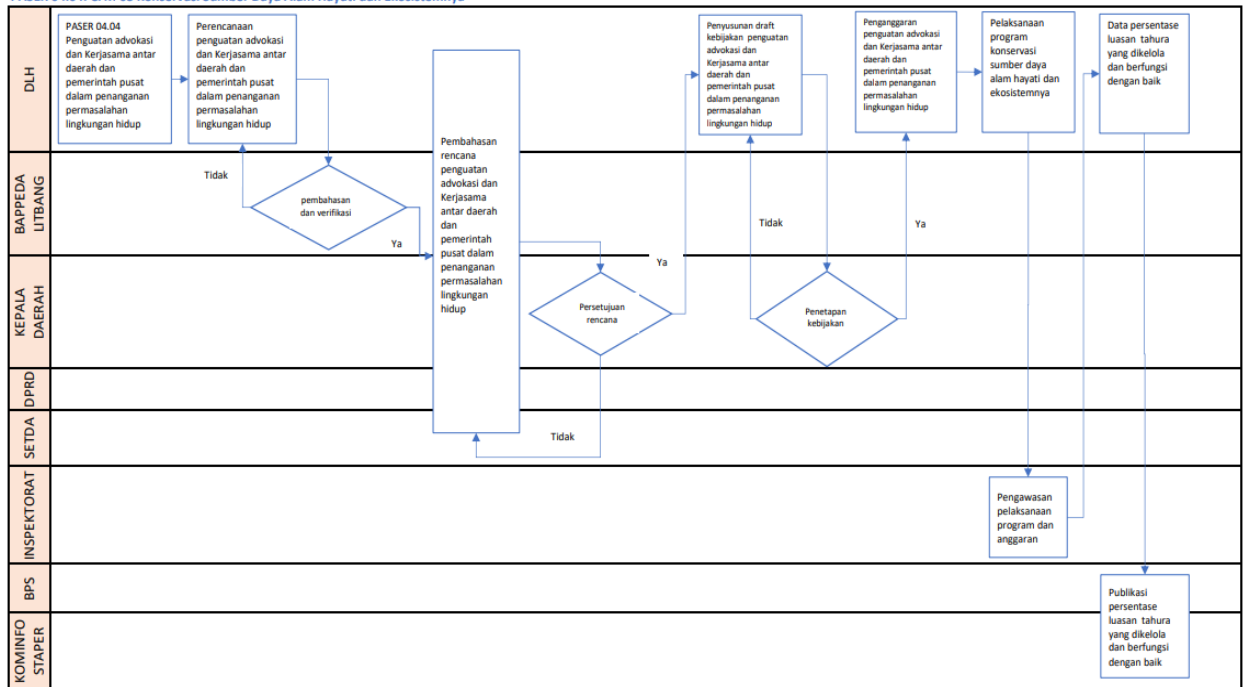 DLH
PASER 04.04
Penguatan advokasi
dan Kerjasama antar
daerah dan
pemerintah pusat
dalam penanganan
permasalahan
lingkungan hidup
Perencanaan
penguatan advokasi
dan Kerjasama antar
daerah dan
pemerintah pusat
dalam penanganan
permasalahan
lingkungan hidup
Penyusunan draft
kebijakan penguatan
advokasi dan
Kerjasama antar
daerah dan
pemerintah pusat
dalam penanganan
permasalahan
lingkungan hidup
Penganggaran
penguatan advokasi
dan Kerjasama antar
daerah dan
pemerintah pusat
dalam penanganan
permasalahan
lingkungan hidup
Pelaksanaan
program
konservasi
sumber daya
alam hayati dan
ekosistemnya
Data persentase
luasan tahura
yang dikelola
dan berfungsi
dengan baik
Pembahasan
rencana
penguatan
advokasi dan
Kerjasama
antar daerah
dan
pemerintah
pusat dalam
penanganan
permasalahan
lingkungan
hidup
BAPPEDA
LITBANG
Tidak
pembahasan
dan verifikasi
Ya
Tidak
Ya
Ya
KEPALA
DAERAH
Persetujuan
rencana
Penetapan
kebijakan
DPRD
SETDA
Tidak
INSPEKTORAT
Pengawasan
pelaksanaan
program dan
anggaran
BPS
Publikasi
persentase
luasan tahura
yang dikelola
dan berfungsi
dengan baik
KOMINFO
STAPER